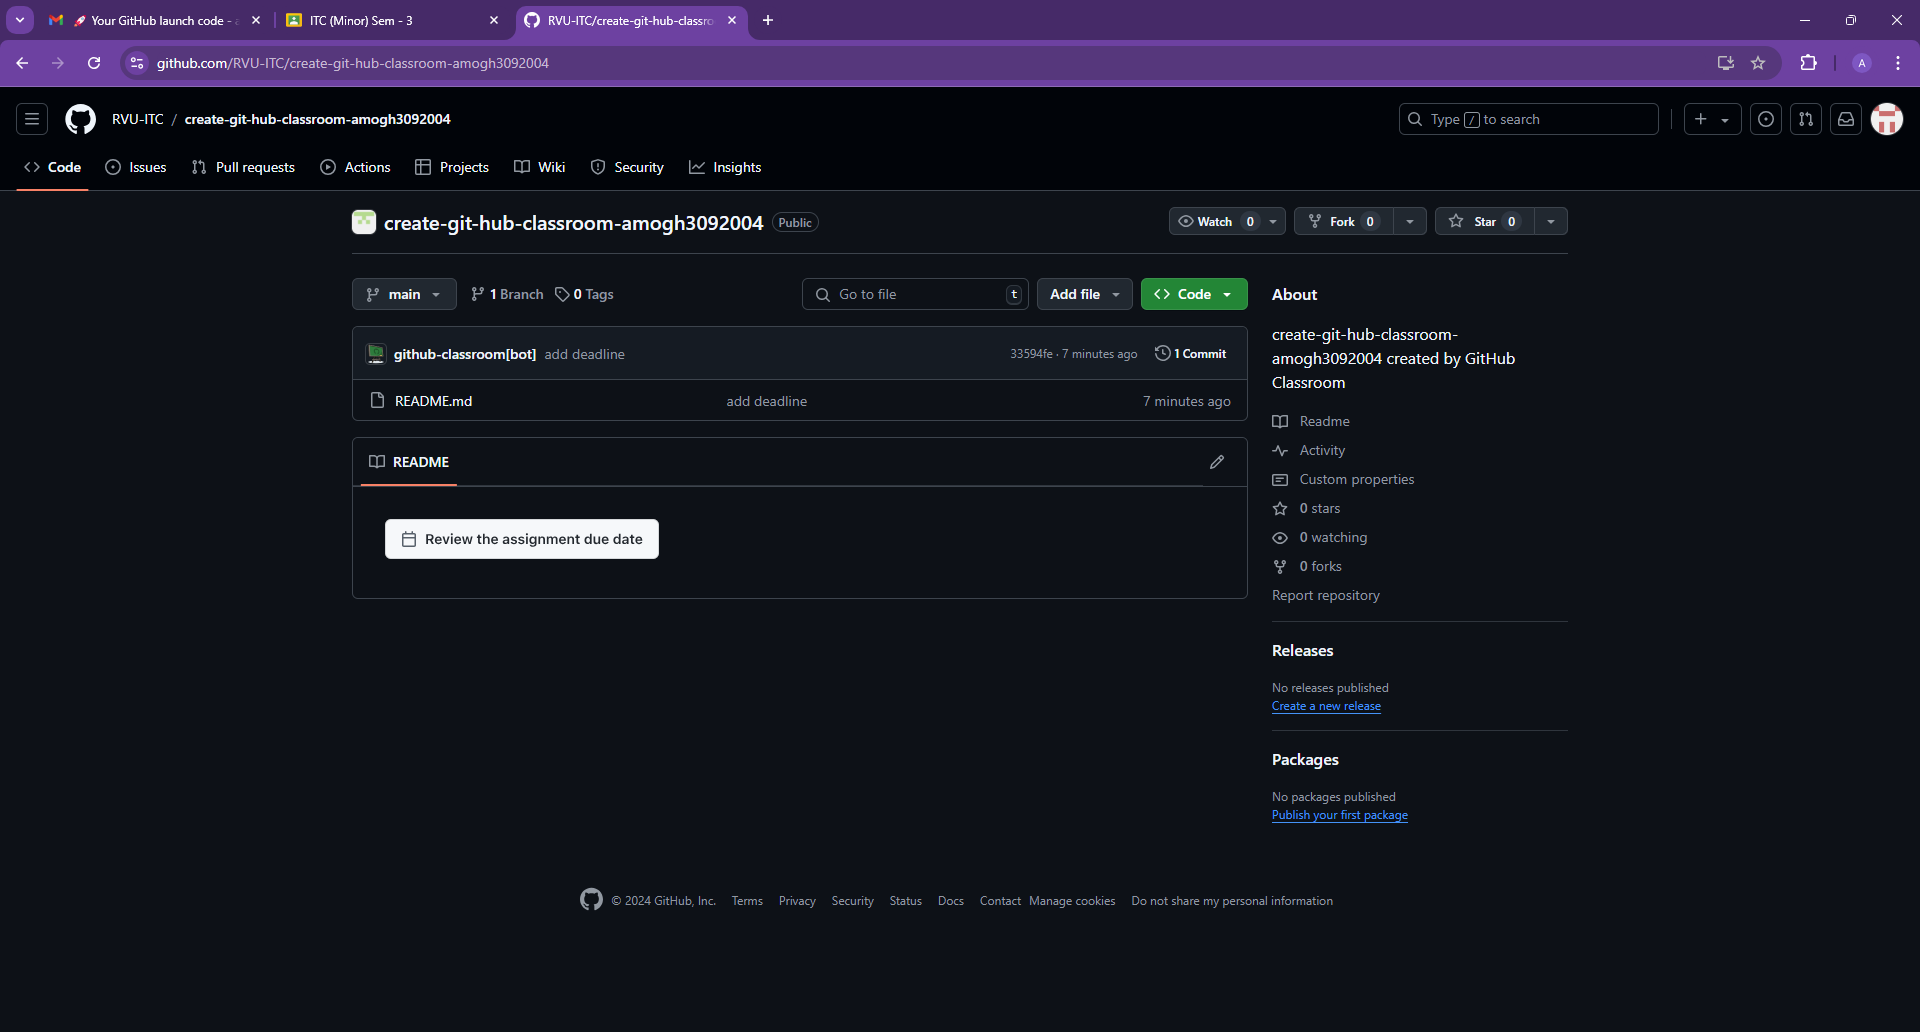 🚀 Your GitHub launch code -
ITC (Minor) Sem - 3
RVU-ITC/create-git-hub-classro
github.com/RVU-ITC/create-git-hub-classroom-amogh3092004
A
RVU-ITC / create-git-hub-classroom-amogh3092004
Type / to search
Code Issues Pull requests Actions Projects Wiki Security Insights
create-git-hub-classroom-amogh3092004 Public
Watch 0 Fork 0 Star 0
main 1 Branch 0 Tags Go to file t Add file Code
github-classroom[bot] add deadline 33594fe · 7 minutes ago 1 Commit
README.md add deadline 7 minutes ago
README
Review the assignment due date
About
create-git-hub-classroom-
amogh3092004 created by GitHub
Classroom
Readme
Activity
Custom properties
0 stars
0 watching
0 forks
Report repository
Releases
No releases published
Create a new release
Packages
No packages published
Publish your first package
© 2024 GitHub, Inc. Terms Privacy Security Status Docs Contact Manage cookies Do not share my personal information